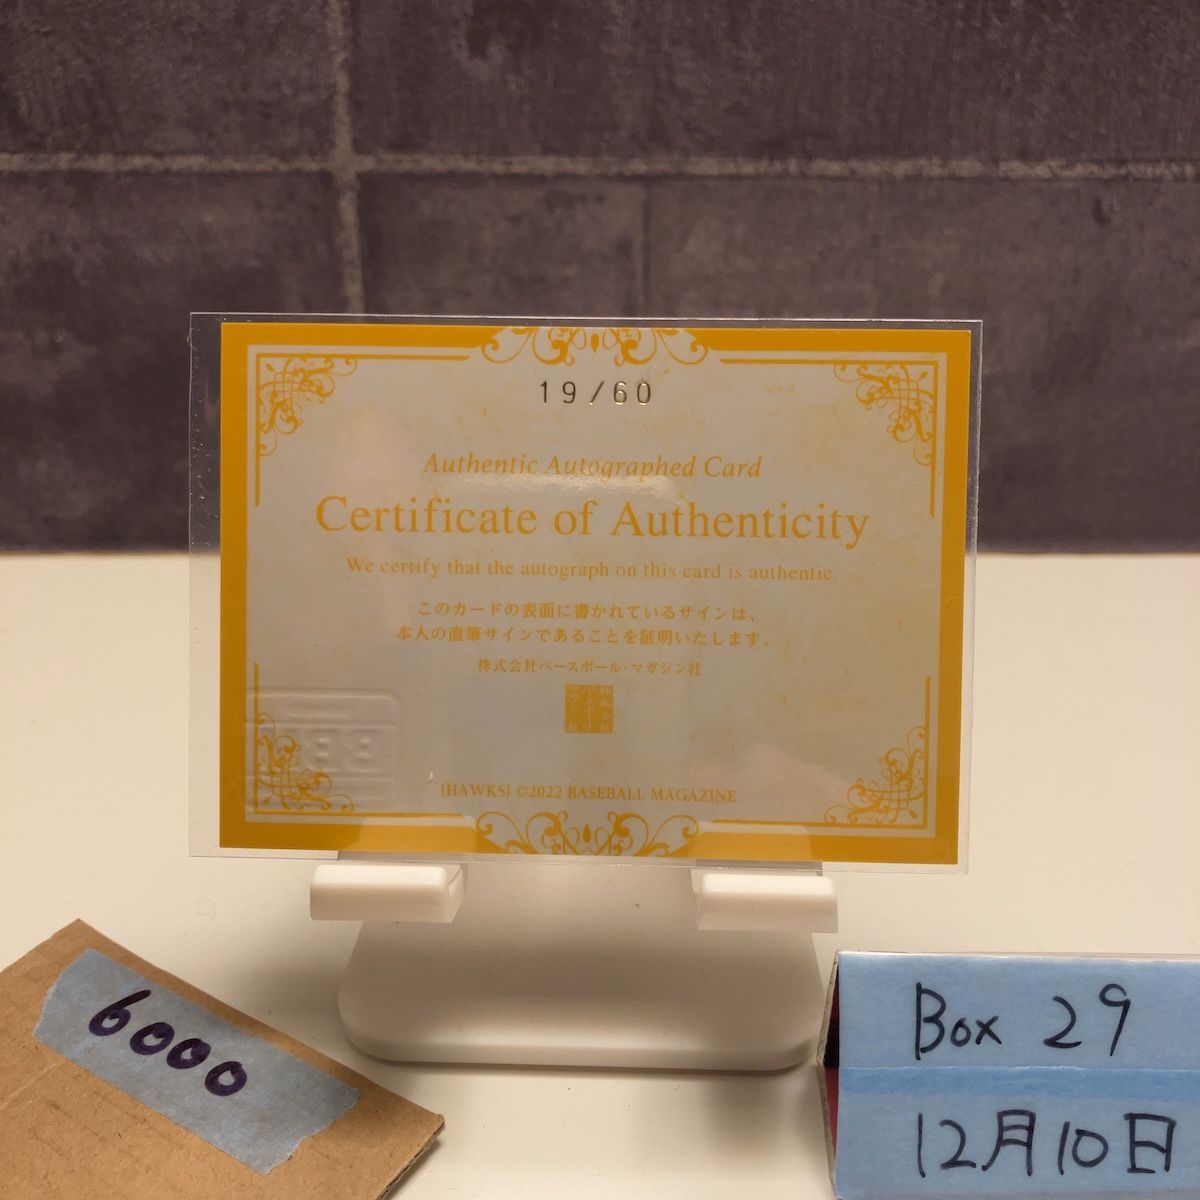 19/60
Authentic Autographed Card
Certificate of Authenticity
We certify that the autograph on this card is authentic.
このカードの表面に書かれているサインは、
本人の直筆サインであることを証明いたします。
株式会社ベースボール・マガジン社
[HAWKS] ©2022 BASEBALL MAGAZINE
6000
Box 29
12月10日